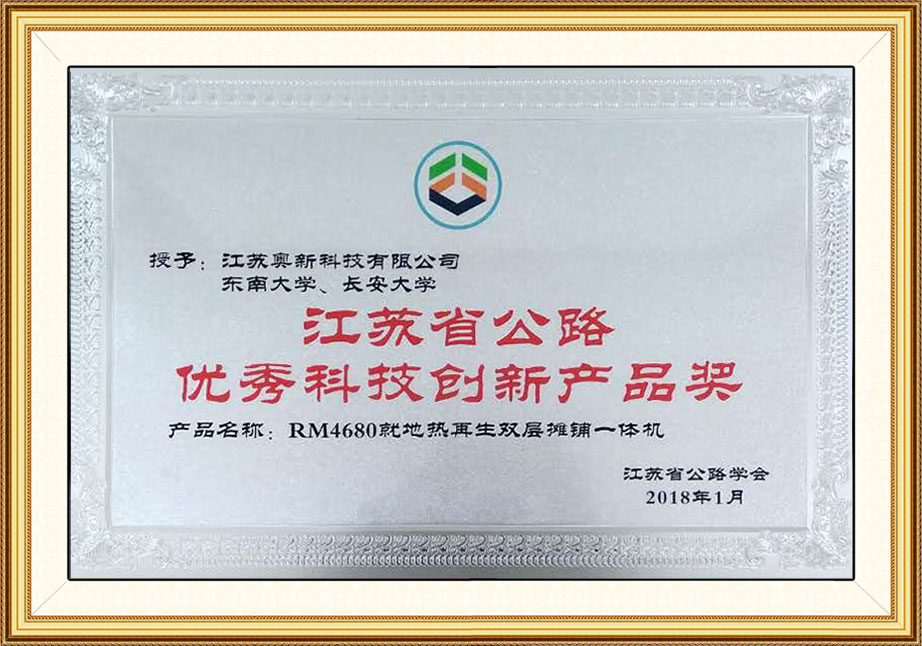 授予：江苏奥新科技有限公司
东南大学、长安大学
江苏省公路
优秀科技创新产品奖
产品名称：RM4680就地热再生双层摊铺一体机
江苏省公路学会
2018年1月